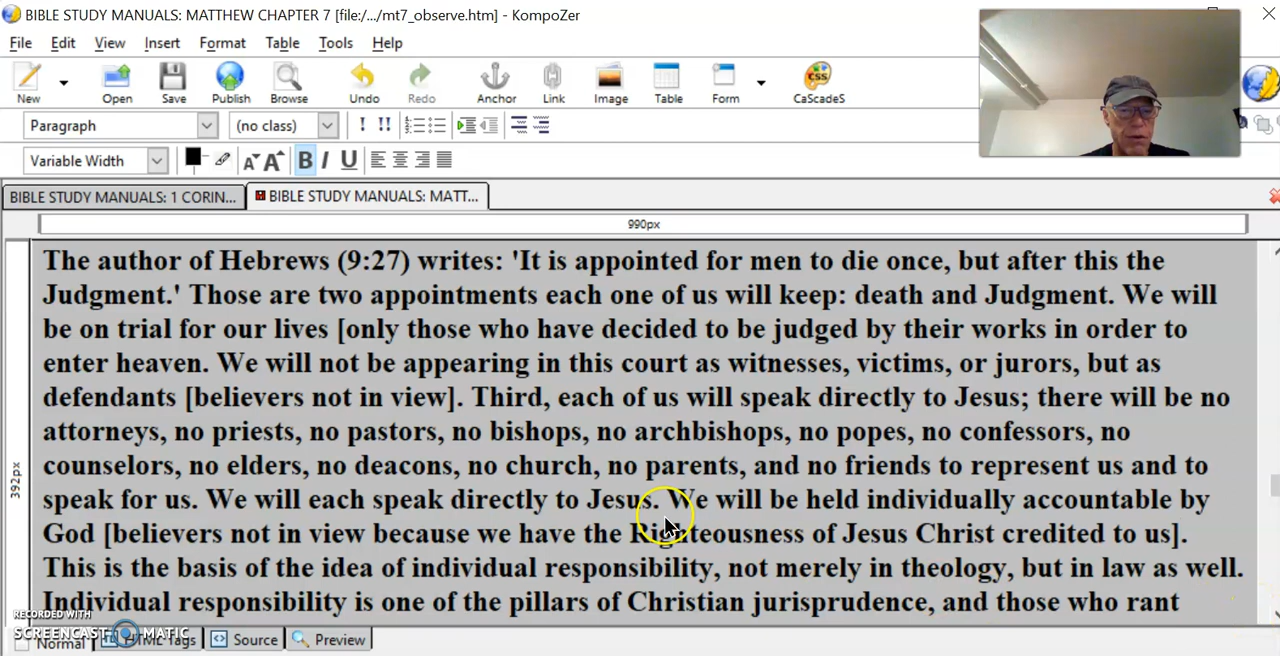 BIBLE STUDY MANUALS: MATTHEW CHAPTER 7 [file:/.../mt7_observe.htm] - KompoZer
File Edit View Insert Format Table Tools Help
New Open Save Publish Browse Undo Redo Anchor Link Image Table Form CaScadeS
Paragraph (no class) ! !!
Variable Width A A B I U
BIBLE STUDY MANUALS: 1 CORIN... BIBLE STUDY MANUALS: MATT...
990px
392px
The author of Hebrews (9:27) writes: 'It is appointed for men to die once, but after this the
Judgment.' Those are two appointments each one of us will keep: death and Judgment. We will
be on trial for our lives [only those who have decided to be judged by their works in order to
enter heaven. We will not be appearing in this court as witnesses, victims, or jurors, but as
defendants [believers not in view]. Third, each of us will speak directly to Jesus; there will be no
attorneys, no priests, no pastors, no bishops, no archbishops, no popes, no confessors, no
counselors, no elders, no deacons, no church, no parents, and no friends to represent us and to
speak for us. We will each speak directly to Jesus. We will be held individually accountable by
God [believers not in view because we have the Righteousness of Jesus Christ credited to us].
This is the basis of the idea of individual responsibility, not merely in theology, but in law as well.
Individual responsibility is one of the pillars of Christian jurisprudence, and those who rant
RECORDED WITH
SCREENCAST MATIC
Normal HTML Tags Source Preview